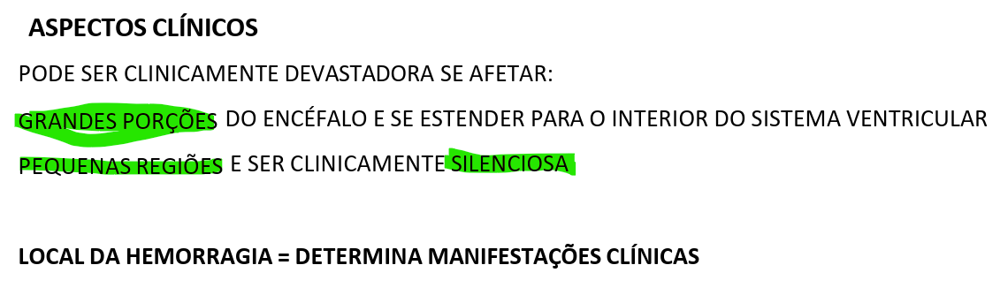 ASPECTOS CLÍNICOS
PODE SER CLINICAMENTE DEVASTADORA SE AFETAR:
GRANDES PORÇÕES DO ENCÉFALO E SE ESTENDER PARA O INTERIOR DO SISTEMA VENTRICULAR
PEQUENAS REGIÕES E SER CLINICAMENTE SILENCIOSA
LOCAL DA HEMORRAGIA = DETERMINA MANIFESTAÇÕES CLÍNICAS